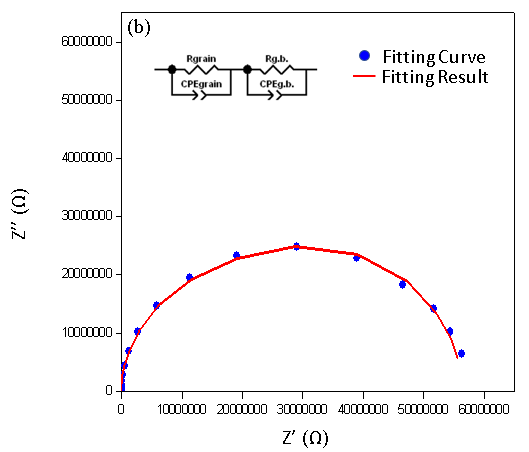 (b)
Rgrain
Rg.b.
CPEgrain
CPEg.b.
Fitting Curve
Fitting Result
60000000
50000000
40000000
30000000
20000000
10000000
0
Z′′ (Ω)
0 10000000 20000000 30000000 40000000 50000000 60000000
Z′ (Ω)